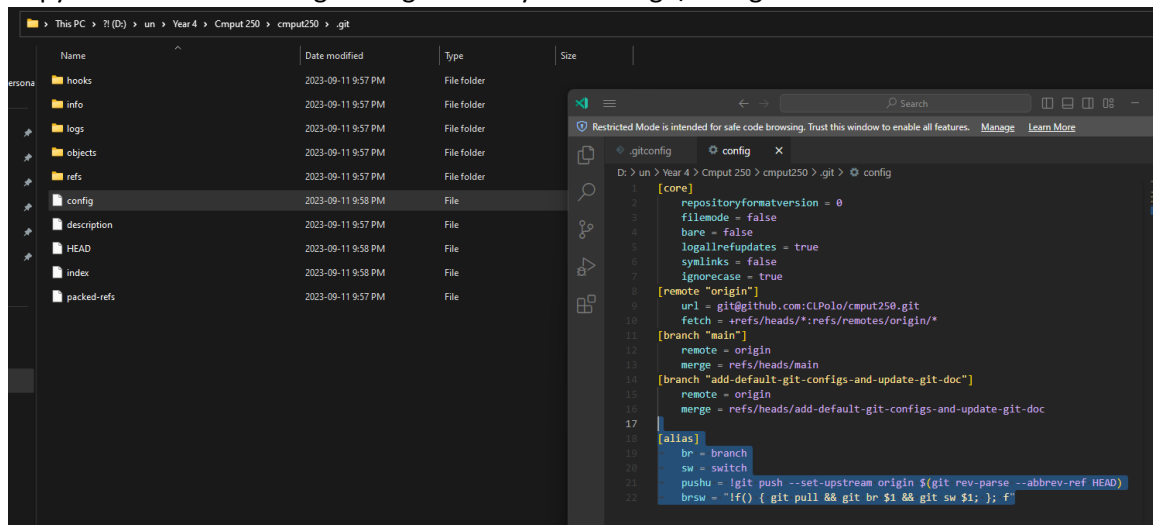 This PC > ?! (D:) > un > Year 4 > Cmput 250 > cmput250 > .git
Name Date modified Type Size
hooks 2023-09-11 9:57 PM File folder
info 2023-09-11 9:57 PM File folder
logs 2023-09-11 9:57 PM File folder
objects 2023-09-11 9:57 PM File folder
refs 2023-09-11 9:57 PM File folder
config 2023-09-11 9:58 PM File
description 2023-09-11 9:57 PM File
HEAD 2023-09-11 9:58 PM File
index 2023-09-11 9:58 PM File
packed-refs 2023-09-11 9:57 PM File
ersona
Search
Restricted Mode is intended for safe code browsing. Trust this window to enable all features. Manage Learn More
.gitconfig config
D: > un > Year 4 > Cmput 250 > cmput250 > .git > config
1 [core]
2 repositoryformatversion = 0
3 filemode = false
4 bare = false
5 logallrefupdates = true
6 symlinks = false
7 ignorecase = true
8 [remote "origin"]
9 url = git@github.com:CLPolo/cmput250.git
10 fetch = +refs/heads/*:refs/remotes/origin/*
11 [branch "main"]
12 remote = origin
13 merge = refs/heads/main
14 [branch "add-default-git-configs-and-update-git-doc"]
15 remote = origin
16 merge = refs/heads/add-default-git-configs-and-update-git-doc
17
18 [alias]
19 br = branch
20 sw = switch
21 pushu = !git push --set-upstream origin $(git rev-parse --abbrev-ref HEAD)
22 brsw = "!f() { git pull && git br $1 && git sw $1; }; f"